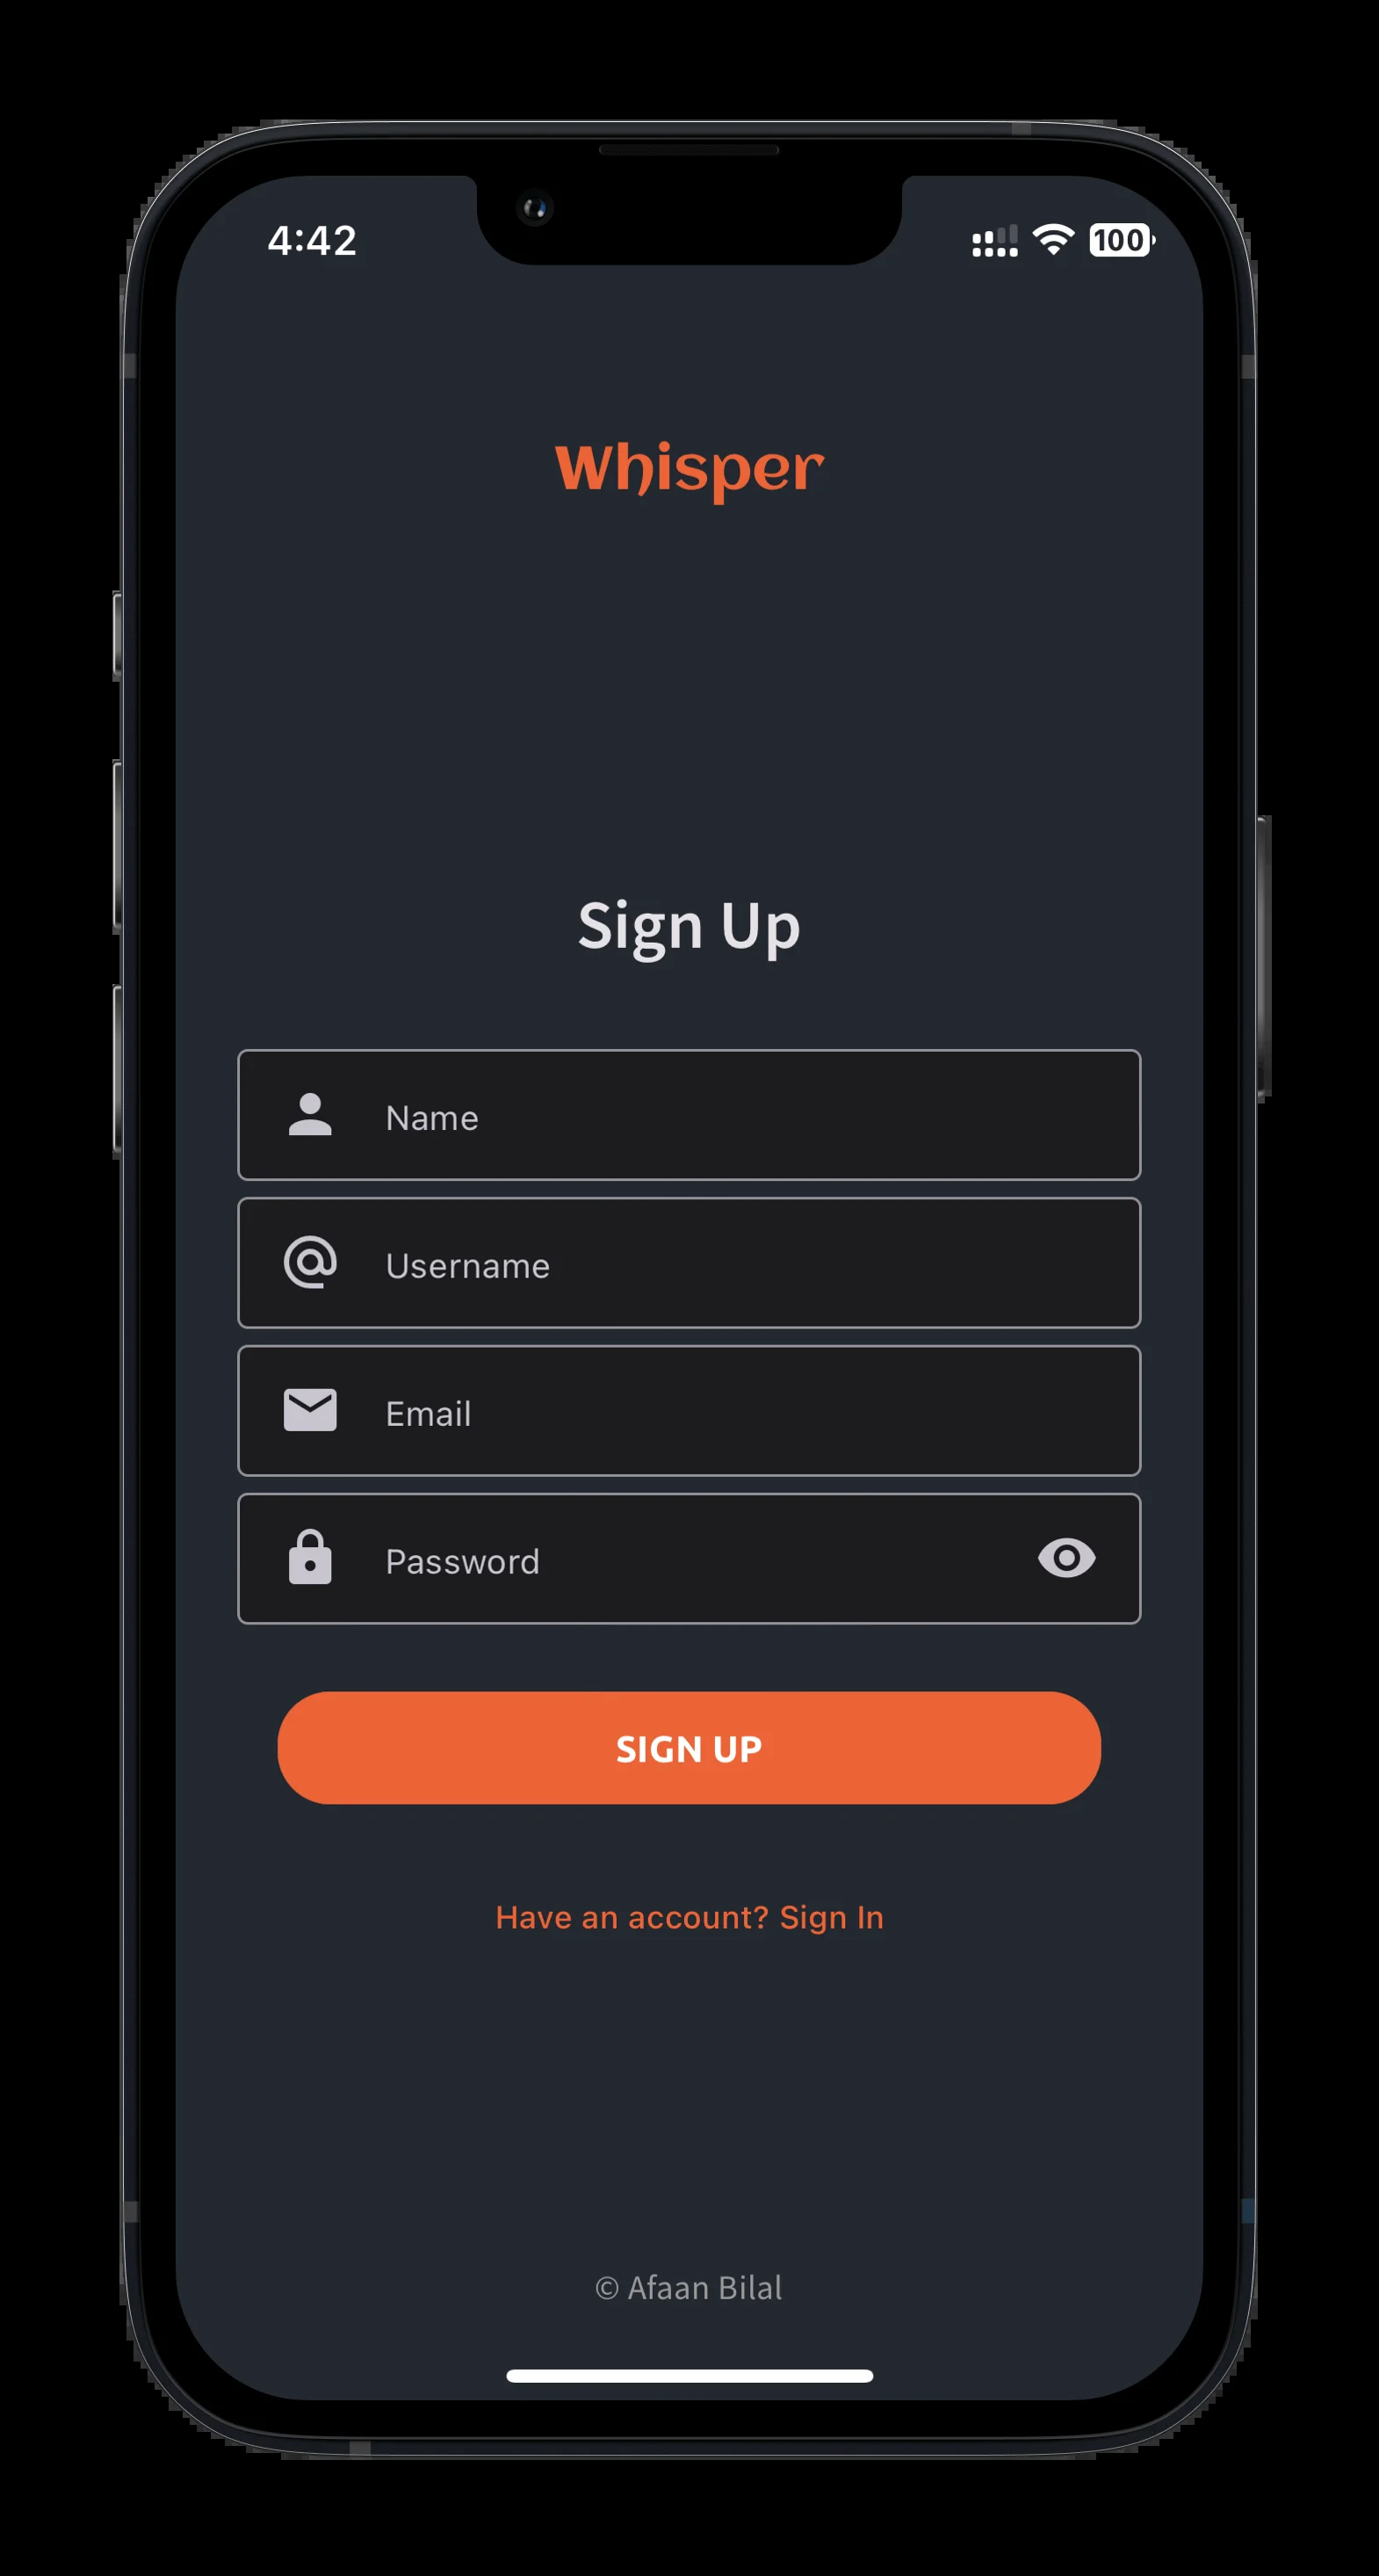 4:42
100
Whisper
Sign Up
Name
Username
Email
Password
SIGN UP
Have an account? Sign In
© Afaan Bilal